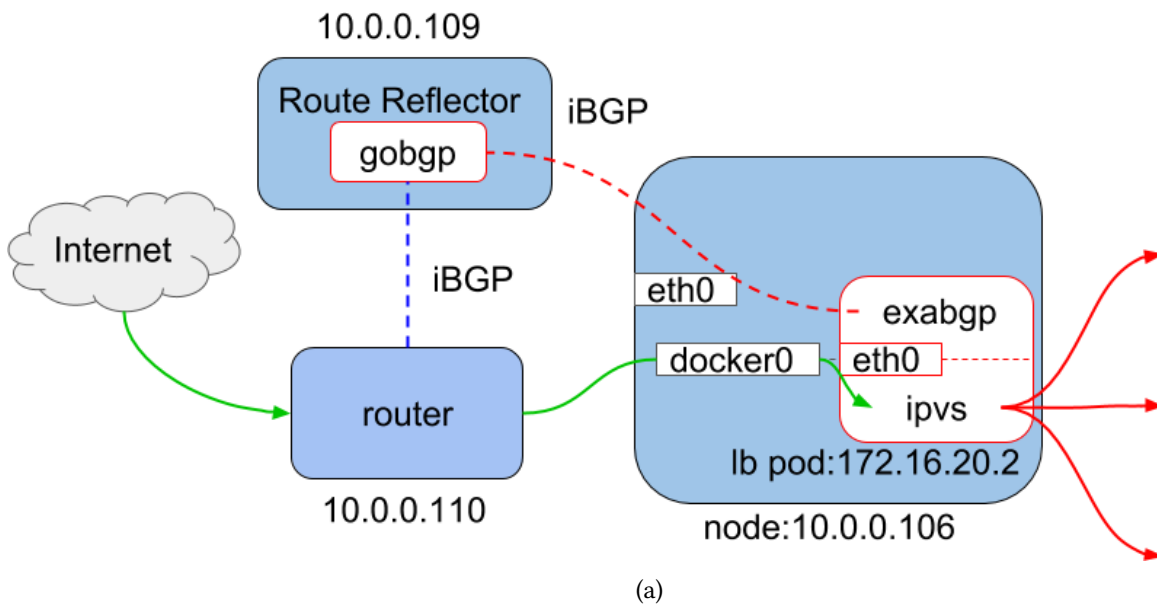 10.0.0.109
Route Reflector
gobgp
iBGP
Internet
iBGP
eth0
exabgp
docker0
eth0
router
ipvs
lb pod:172.16.20.2
10.0.0.110
node:10.0.0.106
(a)